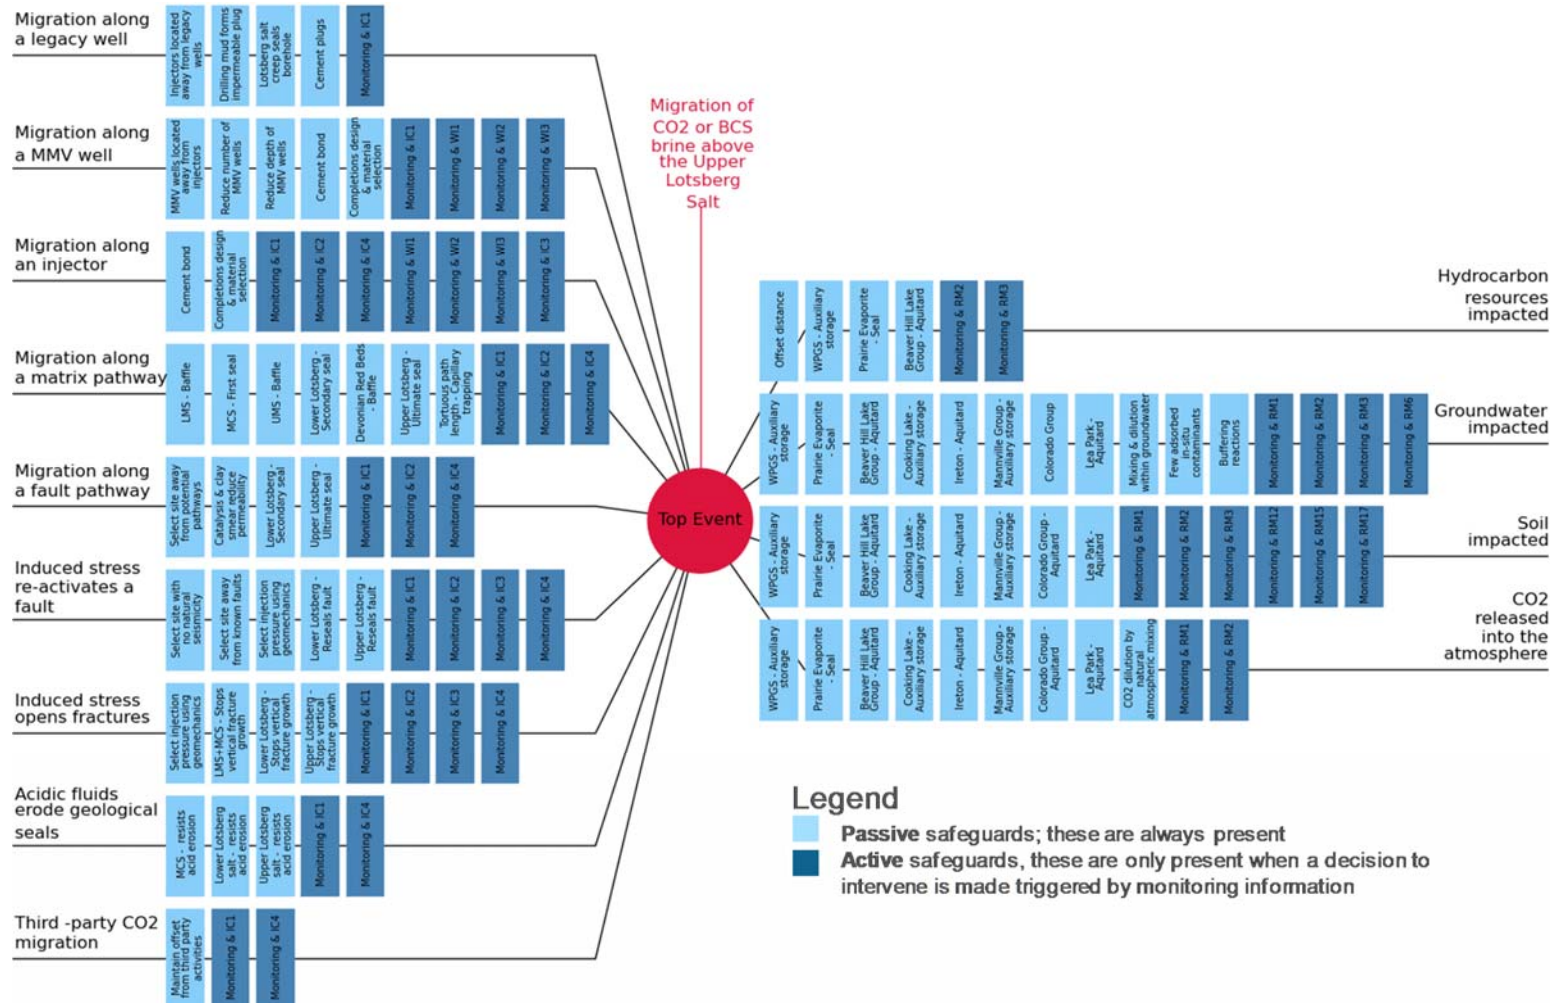 Migration along
a legacy well
Injectors located
away from legacy
wells
Drilling mud forms
impermeable plug
Lotsberg salt
creep seals
borehole
Cement plugs
Monitoring & IC1
Migration along
a MMV well
MMV wells located
away from
injectors
Reduce number of
MMV wells
Reduce depth of
MMV wells
Cement bond
Completions design
& material
selection
Monitoring & IC1
Monitoring & WI1
Monitoring & WI2
Monitoring & WI3
Migration along
an injector
Cement bond
Completions design
& material
selection
Monitoring & IC1
Monitoring & IC2
Monitoring & IC4
Monitoring & WI1
Monitoring & WI2
Monitoring & WI3
Monitoring & IC3
Migration along
a matrix pathway
LMS - Baffle
MCS - First seal
UMS - Baffle
Lower Lotsberg -
Secondary seal
Devonian Red Beds
- Baffle
Upper Lotsberg -
Ultimate seal
Tortuous path
length - Capillary
trapping
Monitoring & IC1
Monitoring & IC2
Monitoring & IC4
Migration along
a fault pathway
Select site away
from potential
pathways
Catalysis & clay
smear reduce
permeability
Lower Lotsberg -
Secondary seal
Upper Lotsberg -
Ultimate seal
Monitoring & IC1
Monitoring & IC2
Monitoring & IC4
Induced stress
re-activates a
fault
Select site with
no natural
seismicity
Select site away
from known faults
Select injection
pressure using
geomechanics
Lower Lotsberg -
Reseals fault
Upper Lotsberg -
Reseals fault
Monitoring & IC1
Monitoring & IC2
Monitoring & IC3
Monitoring & IC4
Induced stress
opens fractures
Select injection
pressure using
geomechanics
LMS+MCS - Stops
vertical fracture
growth
Lower Lotsberg -
Stops vertical
fracture growth
Upper Lotsberg -
Stops vertical
fracture growth
Monitoring & IC1
Monitoring & IC2
Monitoring & IC3
Monitoring & IC4
Acidic fluids
erode geological
seals
MCS - resists
acid erosion
Lower Lotsberg
salt - resists
acid erosion
Upper Lotsberg
salt - resists
acid erosion
Monitoring & IC1
Monitoring & IC4
Third -party CO2
migration
Maintain offset
from third party
activities
Monitoring & IC1
Monitoring & IC4
Migration of
CO2 or BCS
brine above
the Upper
Lotsberg
Salt
Top Event
Offset distance
WPGS - Auxiliary
storage
Prairie Evaporite
- Seal
Beaver Hill Lake
Group - Aquitard
Monitoring & RM2
Monitoring & RM3
Hydrocarbon
resources
impacted
WPGS - Auxiliary
storage
Prairie Evaporite
- Seal
Beaver Hill Lake
Group - Aquitard
Cooking Lake -
Auxiliary storage
Ireton - Aquitard
Mannville Group -
Auxiliary storage
Colorado Group
Lea Park -
Aquitard
Mixing & dilution
within groundwater
Few adsorbed
in-situ
contaminants
Buffering
reactions
Monitoring & RM1
Monitoring & RM2
Monitoring & RM3
Monitoring & RM6
Groundwater
impacted
WPGS - Auxiliary
storage
Prairie Evaporite
- Seal
Beaver Hill Lake
Group - Aquitard
Cooking Lake -
Auxiliary storage
Ireton - Aquitard
Mannville Group -
Auxiliary storage
Colorado Group -
Aquitard
Lea Park -
Aquitard
Monitoring & RM1
Monitoring & RM2
Monitoring & RM3
Monitoring & RM12
Monitoring & RM15
Monitoring & RM17
Soil
impacted
WPGS - Auxiliary
storage
Prairie Evaporite
- Seal
Beaver Hill Lake
Group - Aquitard
Cooking Lake -
Auxiliary storage
Ireton - Aquitard
Mannville Group -
Auxiliary storage
Colorado Group -
Aquitard
Lea Park -
Aquitard
CO2 dilution by
natural
atmospheric mixing
Monitoring & RM1
Monitoring & RM2
CO2
released
into the
atmosphere
Legend
Passive safeguards; these are always present
Active safeguards, these are only present when a decision to
intervene is made triggered by monitoring information